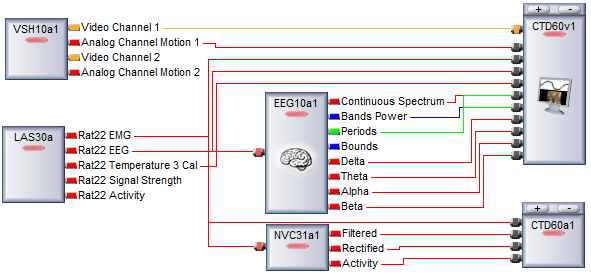 VSH10a1
Video Channel 1
Analog Channel Motion 1
Video Channel 2
Analog Channel Motion 2
+ -
CTD60v1
LAS30a
Rat22 EMG
Rat22 EEG
Rat22 Temperature 3 Cal
Rat22 Signal Strength
Rat22 Activity
EEG10a1
Continuous Spectrum
Bands Power
Periods
Bounds
Delta
Theta
Alpha
Beta
NVC31a1
Filtered
Rectified
Activity
+ -
CTD60a1